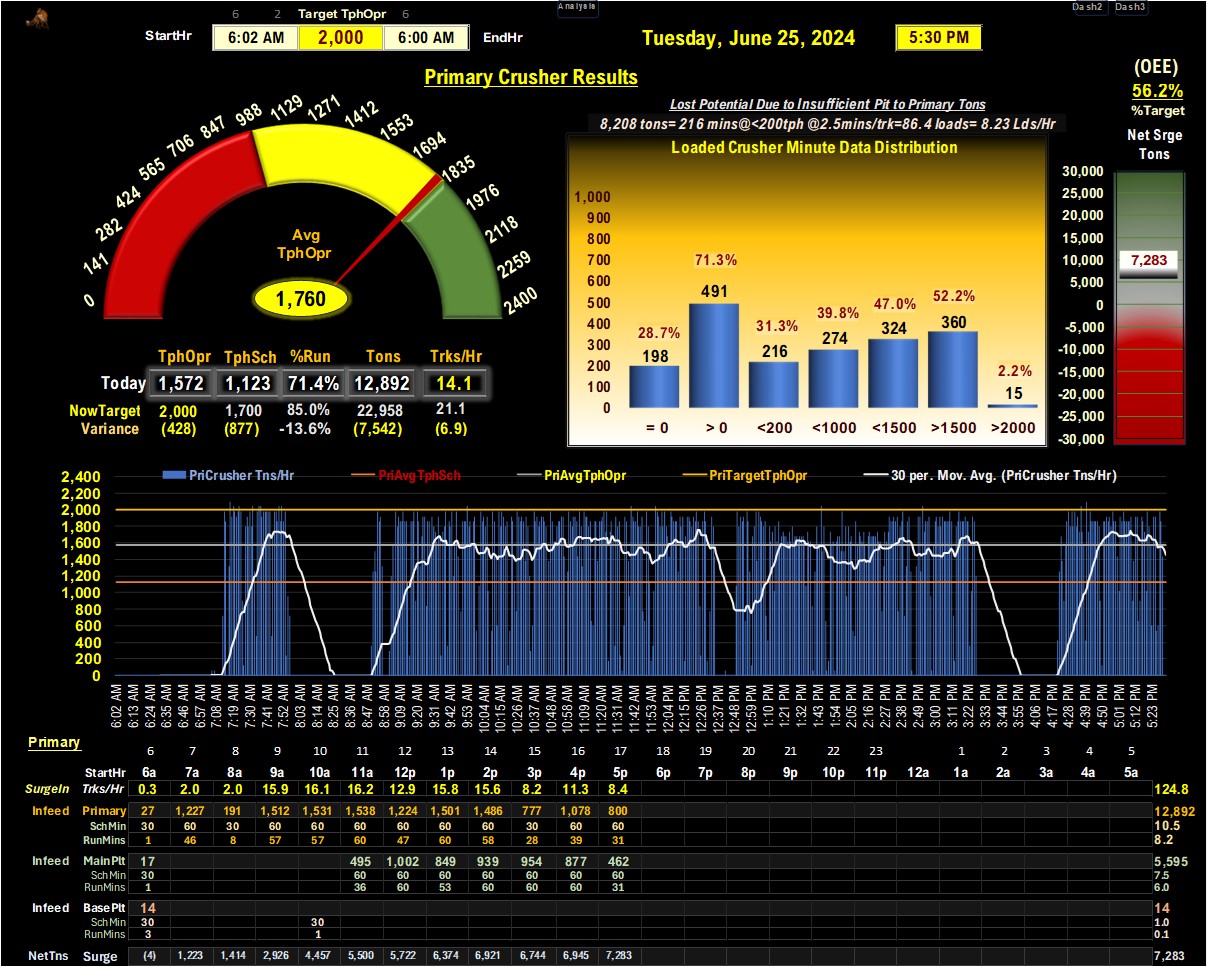 6 2 Target TphOpr 6
Analysis
Dash2 Dash3
StartHr 6:02 AM 2,000 6:00 AM EndHr
Tuesday, June 25, 2024
5:30 PM
Primary Crusher Results
(OEE)
56.2%
%Target
Net Srge
Tons
Lost Potential Due to Insufficient Pit to Primary Tons
8,208 tons= 216 mins@<200tph @2.5mins/trk=86.4 loads= 8.23 Lds/Hr
Loaded Crusher Minute Data Distribution
0 141 282 424 565 706 847 988 1129 1271 1412 1553 1694 1835 1976 2118 2259 2400
Avg
TphOpr
1,760
1,000
900
800
700
600
500
400
300
200
100
0
28.7% 71.3% 31.3% 39.8% 47.0% 52.2% 2.2%
198 491 216 274 324 360 15
= 0 > 0 <200 <1000 <1500 >1500 >2000
30,000
25,000
20,000
15,000
10,000
5,000
0
-5,000
-10,000
-15,000
-20,000
-25,000
-30,000
7,283
TphOpr TphSch %Run Tons Trks/Hr
Today 1,572 1,123 71.4% 12,892 14.1
NowTarget 2,000 1,700 85.0% 22,958 21.1
Variance (428) (877) -13.6% (7,542) (6.9)
PriCrusher Tns/Hr PriAvgTphSch PriAvgTphOpr PriTargetTphOpr 30 per. Mov. Avg. (PriCrusher Tns/Hr)
2,400
2,200
2,000
1,800
1,600
1,400
1,200
1,000
800
600
400
200
0
6:02 AM 6:13 AM 6:24 AM 6:35 AM 6:46 AM 6:57 AM 7:08 AM 7:19 AM 7:30 AM 7:41 AM 7:52 AM 8:03 AM 8:14 AM 8:25 AM 8:36 AM 8:47 AM 8:58 AM 9:09 AM 9:20 AM 9:31 AM 9:42 AM 9:53 AM 10:04 AM 10:15 AM 10:26 AM 10:37 AM 10:48 AM 10:58 AM 11:09 AM 11:20 AM 11:31 AM 11:42 AM 11:53 AM 12:04 PM 12:15 PM 12:26 PM 12:37 PM 12:48 PM 12:59 PM 1:10 PM 1:21 PM 1:32 PM 1:43 PM 1:54 PM 2:05 PM 2:16 PM 2:27 PM 2:38 PM 2:49 PM 3:00 PM 3:11 PM 3:22 PM 3:33 PM 3:44 PM 3:55 PM 4:06 PM 4:17 PM 4:28 PM 4:39 PM 4:50 PM 5:01 PM 5:12 PM 5:23 PM
Primary
6 7 8 9 10 11 12 13 14 15 16 17 18 19 20 21 22 23 1 2 3 4 5
StartHr 6a 7a 8a 9a 10a 11a 12p 1p 2p 3p 4p 5p 6p 7p 8p 9p 10p 11p 12a 1a 2a 3a 4a 5a
SurgeIn Trks/Hr 0.3 2.0 2.0 15.9 16.1 16.2 12.9 15.8 15.6 8.2 11.3 8.4 124.8
Infeed Primary 27 1,227 191 1,512 1,531 1,538 1,224 1,501 1,486 777 1,078 800 12,892
SchMin 30 60 30 60 60 60 60 60 60 30 60 60 10.5
RunMins 1 46 8 57 57 60 47 60 58 28 39 31 8.2
Infeed MainPlt 17 495 1,002 849 939 954 877 462 5,595
SchMin 30 60 60 60 60 60 60 60 7.5
RunMins 1 36 60 53 60 60 60 31 6.0
Infeed BasePlt 14 14
SchMin 30 30 1.0
RunMins 3 1 0.1
NetTns Surge (4) 1,223 1,414 2,926 4,457 5,500 5,722 6,374 6,921 6,744 6,945 7,283 7,283